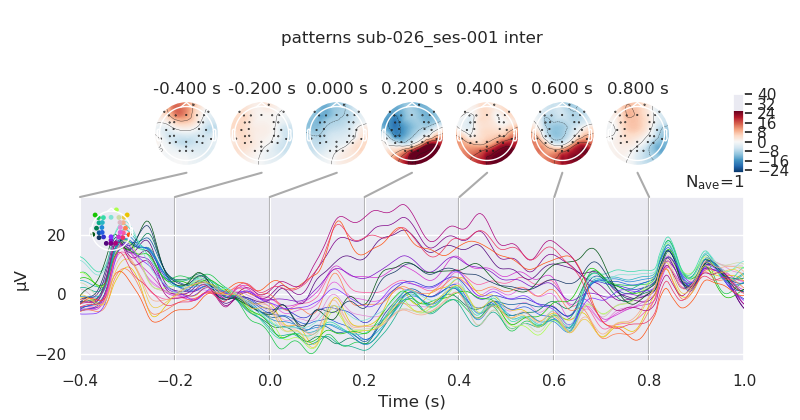 patterns sub-026_ses-001 inter
-0.400 s -0.200 s 0.000 s 0.200 s 0.400 s 0.600 s 0.800 s
40
32
24
16
8
0
−8
−16
−24
Nave=1
20
0
−20
µV
−0.4 −0.2 0.0 0.2 0.4 0.6 0.8 1.0
Time (s)